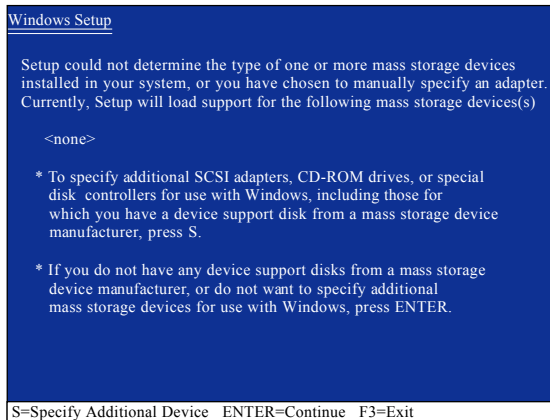 Windows Setup
Setup could not determine the type of one or more mass storage devices
installed in your system, or you have chosen to manually specify an adapter.
Currently, Setup will load support for the following mass storage devices(s)
<none>
* To specify additional SCSI adapters, CD-ROM drives, or special
disk controllers for use with Windows, including those for
which you have a device support disk from a mass storage device
manufacturer, press S.
* If you do not have any device support disks from a mass storage
device manufacturer, or do not want to specify additional
mass storage devices for use with Windows, press ENTER.
S=Specify Additional Device ENTER=Continue F3=Exit